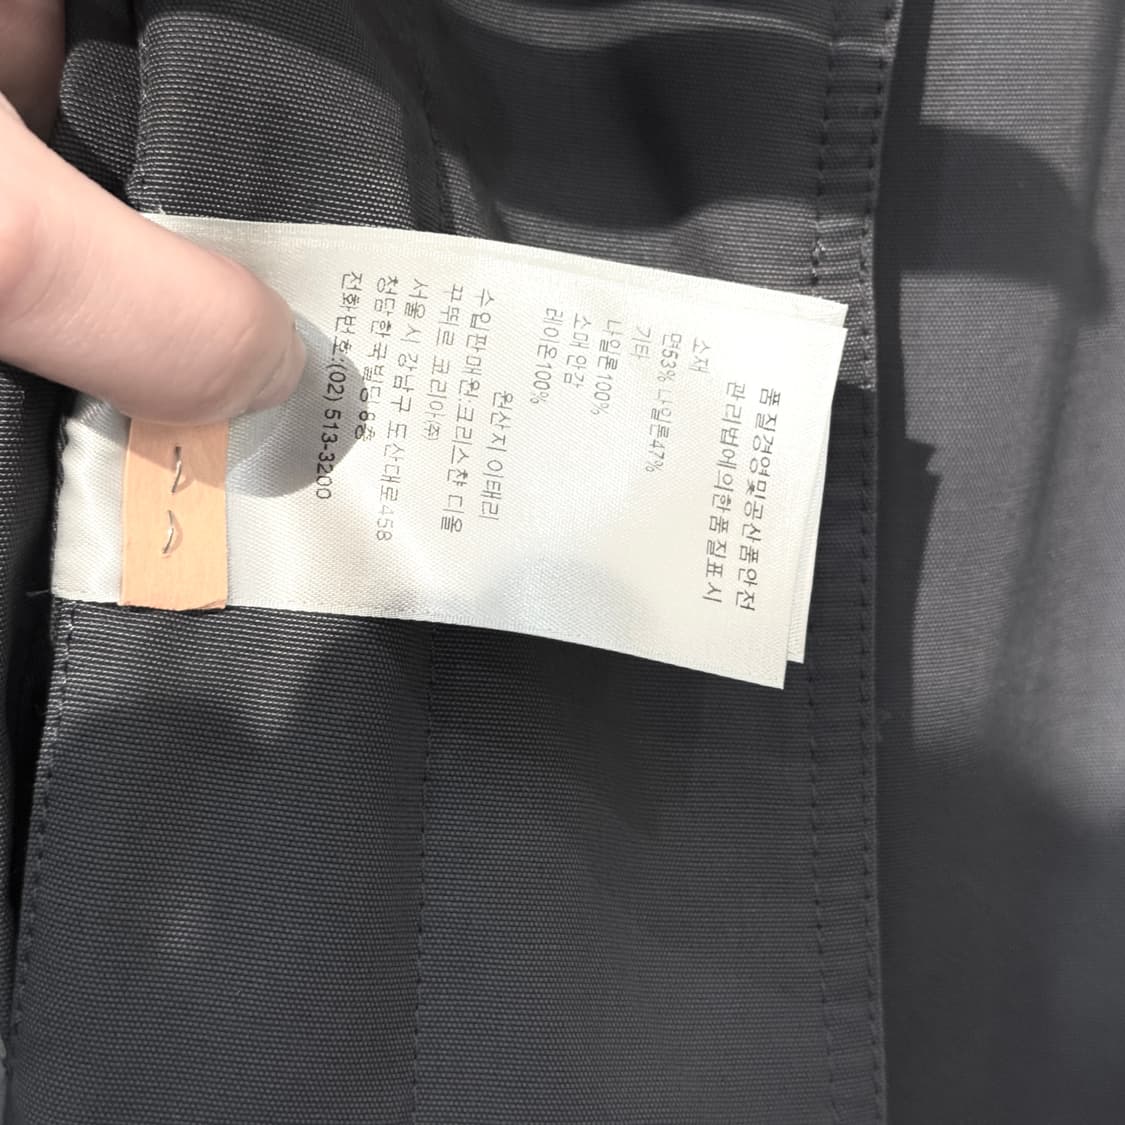 품질경영및공산품안전
관리법에의한품질표시
소재
면53% 나일론47%
기타
나일론100%
소매 안감
레이온100%
원산지 이태리
수입판매원:크리스챤 디올
꾸뛰르 코리아㈜
서울시 강남구 도산대로458
청담한국빌딩 6층
전화번호:(02) 513-3200